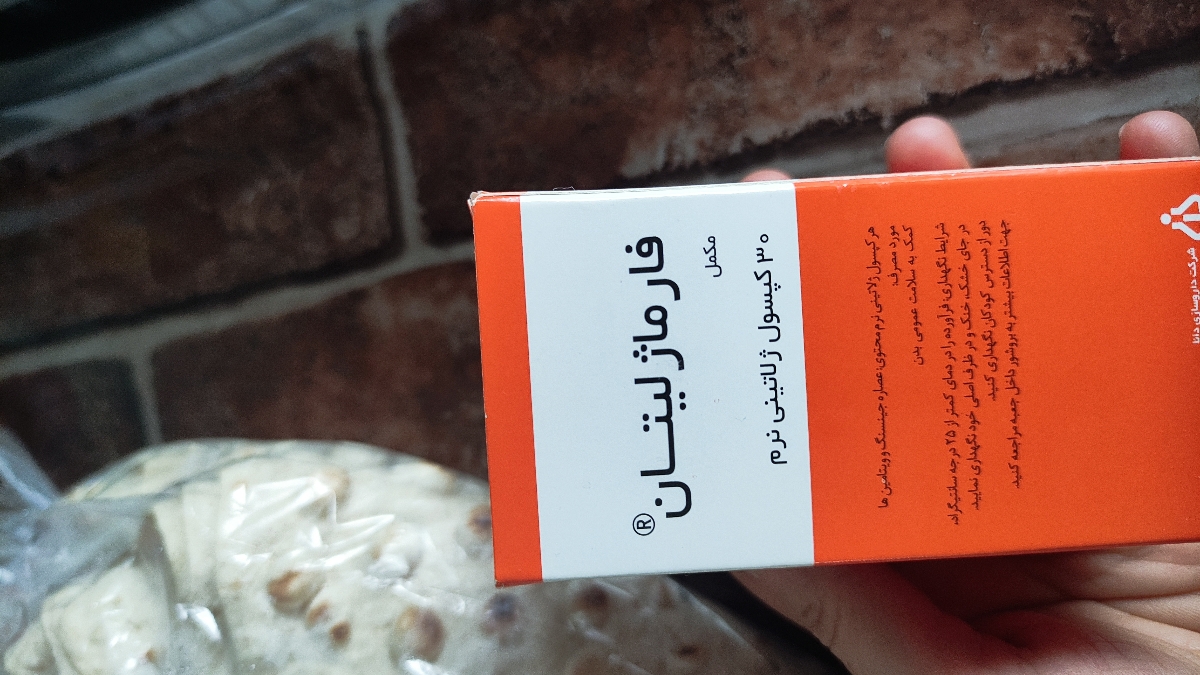 فارماژلیتان®
مکمل
۳۰ کپسول ژلاتینی نرم
هر کپسول ژلاتینی نرم محتوی: عصاره جینسنگ و ویتامین ها
مورد مصرف:
کمک به سلامت عمومی بدن
شرایط نگهداری: فرآورده را در دمای کمتر از ۲۵ درجه سانتیگراد،
در جای خشک، خنک و در ظرف اصلی خود نگهداری نمایید.
دور از دسترس کودکان نگهداری کنید.
جهت اطلاعات بیشتر به بروشور داخل جعبه مراجعه کنید.
شرکت داروسازی دانا